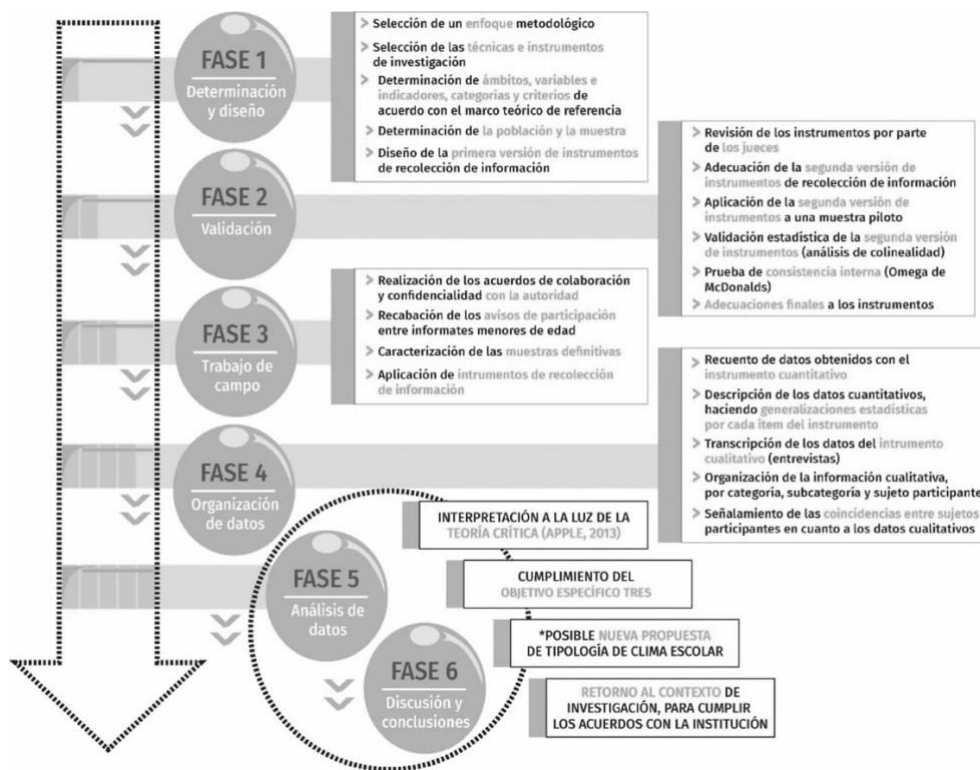 FASE 1
Determinación
y diseño
> Selección de un enfoque metodológico
> Selección de las técnicas e instrumentos
de investigación
> Determinación de ámbitos, variables e
indicadores, categorías y criterios de
acuerdo con el marco teórico de referencia
> Determinación de la población y la muestra
> Diseño de la primera versión de instrumentos
de recolección de información
FASE 2
Validación
> Revisión de los instrumentos por parte
de los jueces
> Adecuación de la segunda versión de
instrumentos de recolección de información
> Aplicación de la segunda versión de
instrumentos a una muestra piloto
> Validación estadística de la segunda versión
de instrumentos (análisis de colinealidad)
> Prueba de consistencia interna (Omega de
McDonalds)
> Adecuaciones finales a los instrumentos
FASE 3
Trabajo de
campo
> Realización de los acuerdos de colaboración
y confidencialidad con la autoridad
> Recabación de los avisos de participación
entre informates menores de edad
> Caracterización de las muestras definitivas
> Aplicación de intrumentos de recolección
de información
FASE 4
Organización
de datos
> Recuento de datos obtenidos con el
instrumento cuantitativo
> Descripción de los datos cuantitativos,
haciendo generalizaciones estadísticas
por cada ítem del instrumento
> Transcripción de los datos del intrumento
cualitativo (entrevistas)
> Organización de la información cualitativa,
por categoría, subcategoría y sujeto participante
> Señalamiento de las coincidencias entre sujetos
participantes en cuanto a los datos cualitativos
FASE 5
Análisis de
datos
INTERPRETACIÓN A LA LUZ DE LA
TEORÍA CRÍTICA (APPLE, 2013)
CUMPLIMIENTO DEL
OBJETIVO ESPECÍFICO TRES
FASE 6
Discusión y
conclusiones
*POSIBLE NUEVA PROPUESTA
DE TIPOLOGÍA DE CLIMA ESCOLAR
RETORNO AL CONTEXTO DE
INVESTIGACIÓN, PARA CUMPLIR
LOS ACUERDOS CON LA INSTITUCIÓN